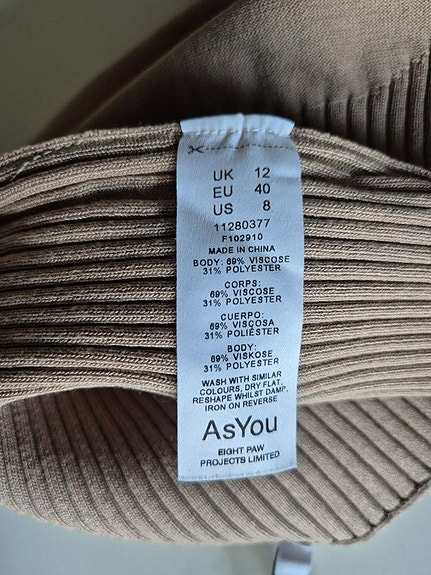 UK 12
EU 40
US 8
11280377
F102910
MADE IN CHINA
BODY: 69% VISCOSE
31% POLYESTER
CORPS:
69% VISCOSE
31% POLYESTER
CUERPO:
69% VISCOSA
31% POLIÉSTER
BODY:
69% VISKOSE
31% POLYESTER
WASH WITH SIMILAR
COLOURS, DRY FLAT,
RESHAPE WHILST DAMP,
IRON ON REVERSE
AsYou
EIGHT PAW
PROJECTS LIMITED